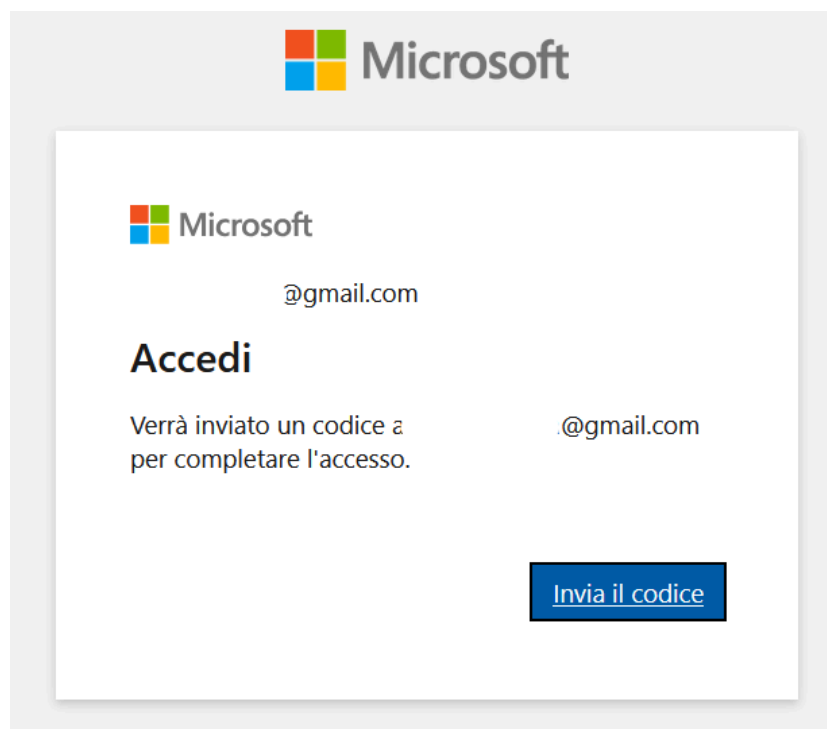 Microsoft
Microsoft
@gmail.com
Accedi
Verrà inviato un codice a @gmail.com
per completare l'accesso.
Invia il codice